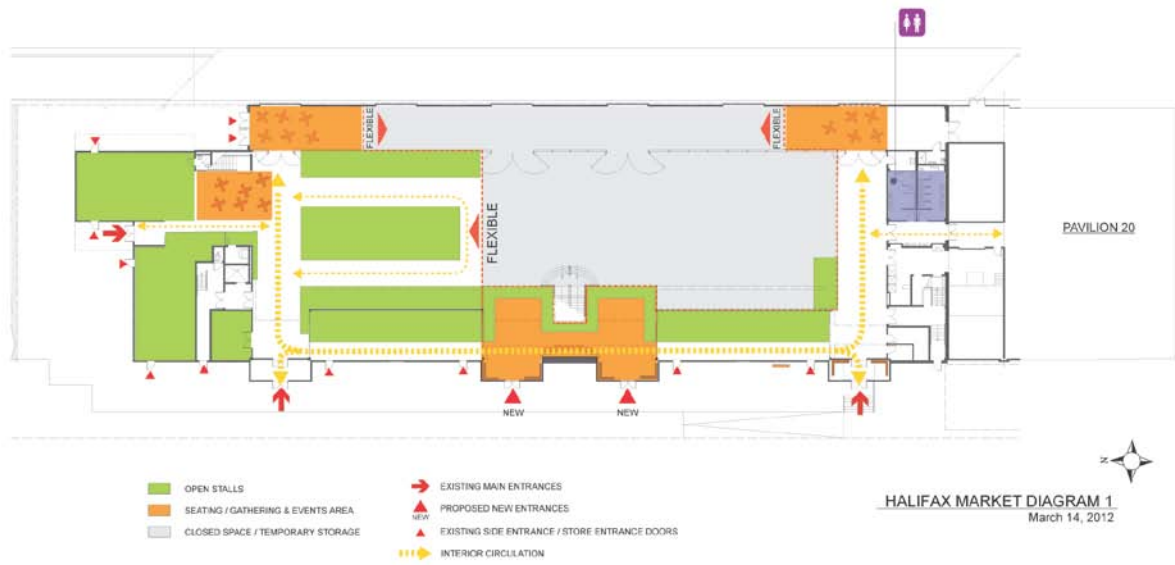 FLEXIBLE
FLEXIBLE
FLEXIBLE
PAVILION 20
NEW
NEW
N
OPEN STALLS
SEATING / GATHERING & EVENTS AREA
CLOSED SPACE / TEMPORARY STORAGE
EXISTING MAIN ENTRANCES
NEW
PROPOSED NEW ENTRANCES
EXISTING SIDE ENTRANCE / STORE ENTRANCE DOORS
INTERIOR CIRCULATION
HALIFAX MARKET DIAGRAM 1
March 14, 2012